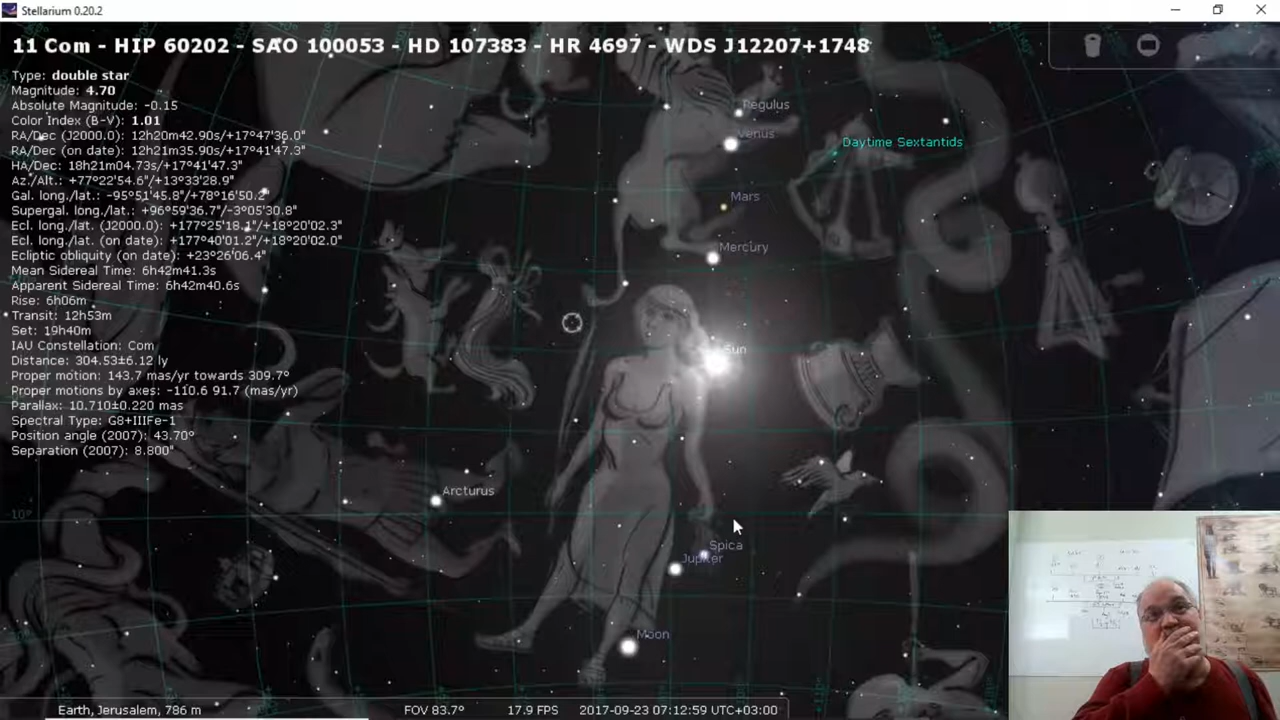 Stellarium 0.20.2
11 Com - HIP 60202 - SAO 100053 - HD 107383 - HR 4697 - WDS J12207+1748
Type: double star
Magnitude: 4.70
Absolute Magnitude: -0.15
Color Index (B-V): 1.01
RA/Dec (J2000.0): 12h20m42.90s/+17°47'36.0"
RA/Dec (on date): 12h21m35.90s/+17°41'47.3"
HA/Dec: 18h21m04.73s/+17°41'47.3"
Az./Alt.: +77°22'54.6"/+13°33'28.9"
Gal. long./lat.: -95°51'45.8"/+78°16'50.2"
Supergal. long./lat.: +96°59'36.7"/-3°05'30.8"
Ecl. long./lat. (J2000.0): +177°25'18.1"/+18°20'02.3"
Ecl. long./lat. (on date): +177°40'01.2"/+18°20'02.0"
Ecliptic obliquity (on date): +23°26'06.4"
Mean Sidereal Time: 6h42m41.3s
Apparent Sidereal Time: 6h42m40.6s
Rise: 6h06m
Transit: 12h53m
Set: 19h40m
IAU Constellation: Com
Distance: 304.53±6.12 ly
Proper motion: 143.7 mas/yr towards 309.7°
Proper motions by axes: -110.6 91.7 (mas/yr)
Parallax: 10.710±0.220 mas
Spectral Type: G8+IIIFe-1
Position angle (2007): 43.70°
Separation (2007): 8.800"
Regulus
Venus
Daytime Sextantids
Mars
Mercury
Sun
Arcturus
Spica
Jupiter
Moon
-10°
Earth, Jerusalem, 786 m
FOV 83.7°
17.9 FPS
2017-09-23 07:12:59 UTC+03:00